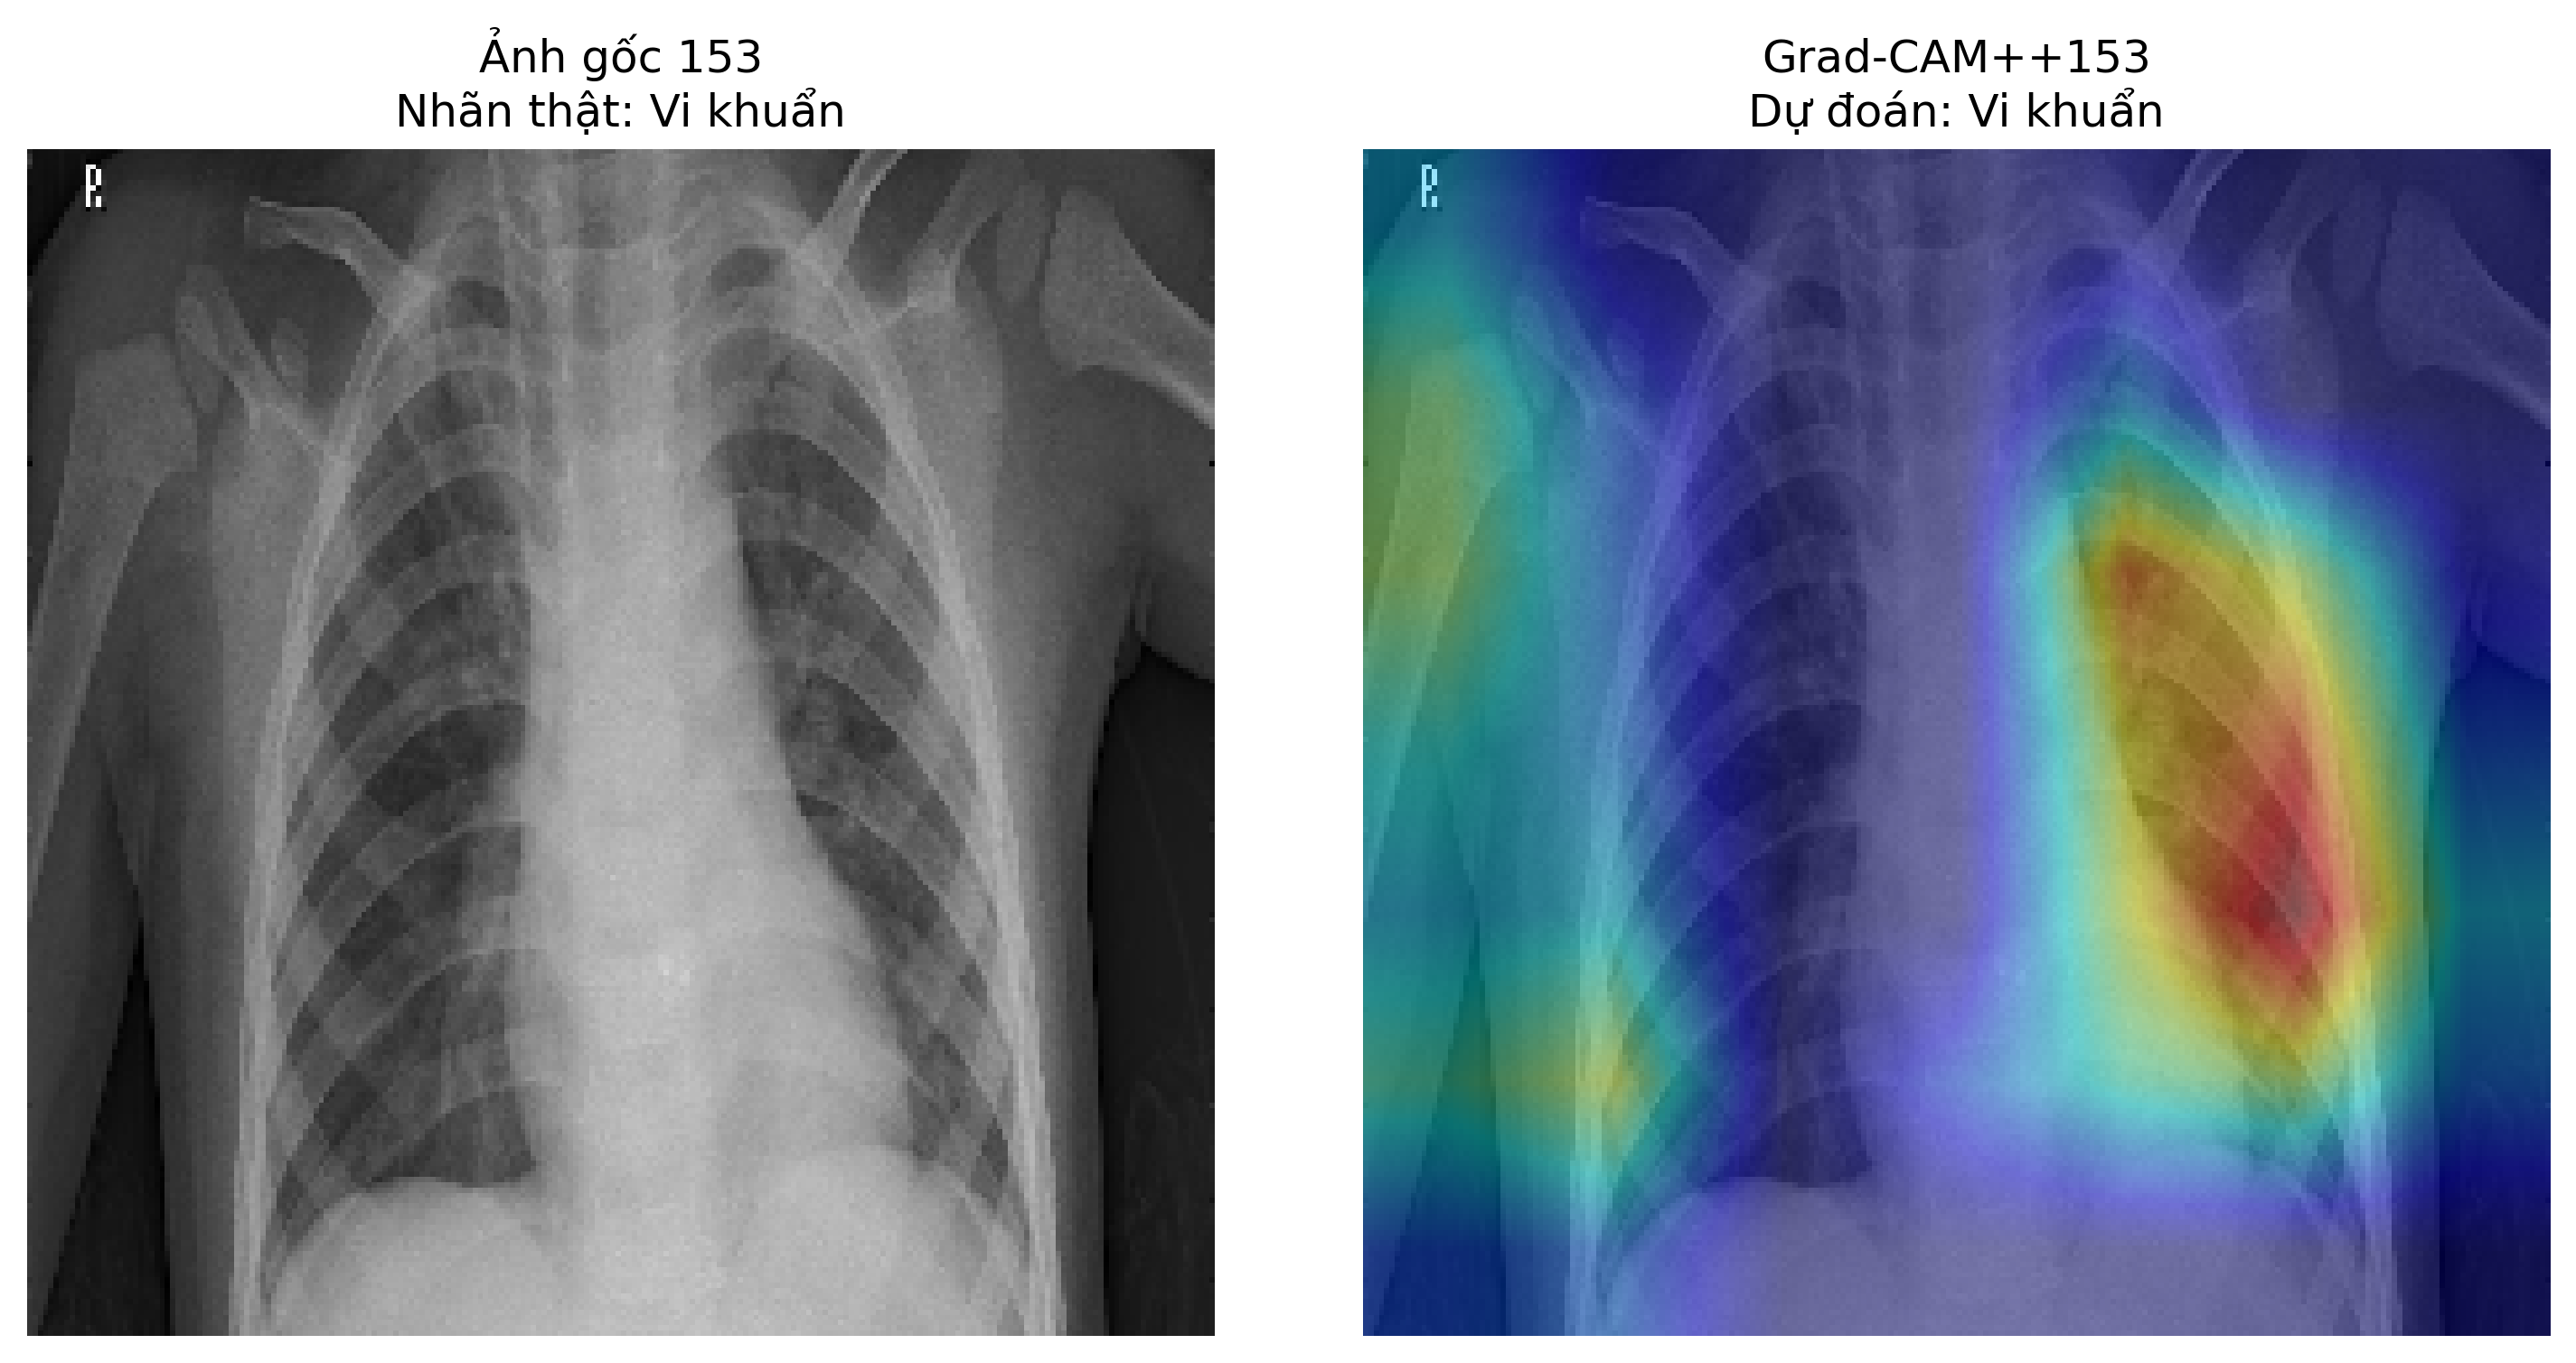 Ảnh gốc 153
Nhãn thật: Vi khuẩn
Grad-CAM++153
Dự đoán: Vi khuẩn
R
R